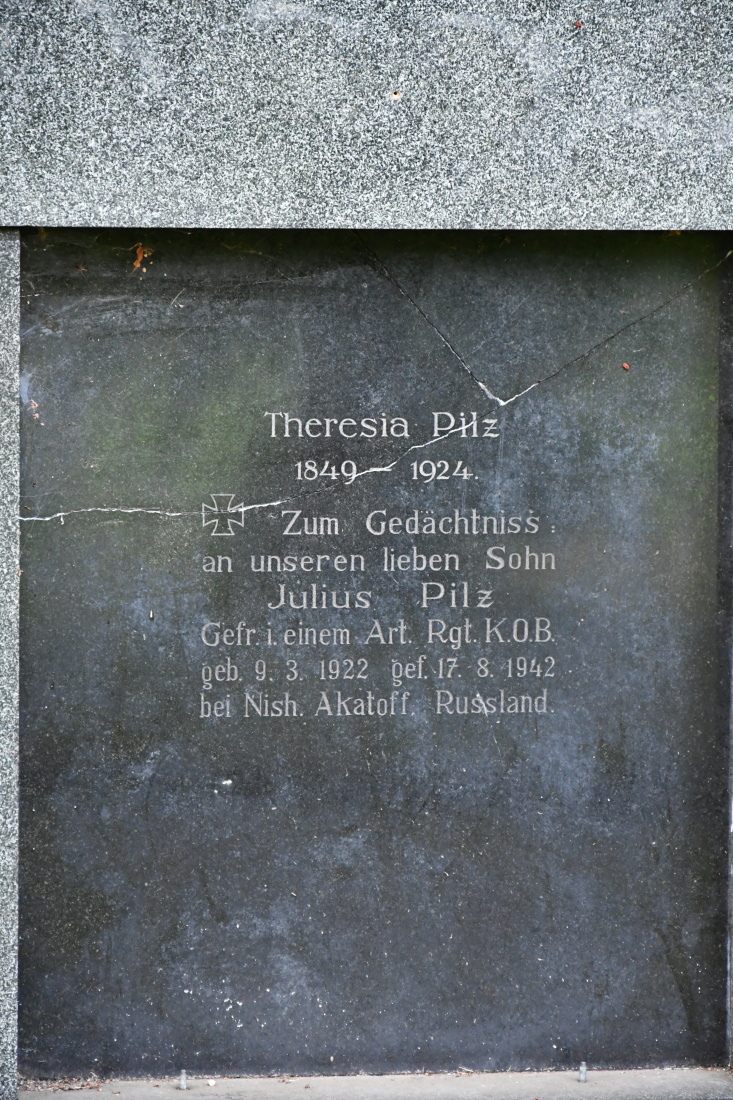 Theresia Pilz
1849 – 1924.
Zum Gedächtniss:
an unseren lieben Sohn
Julius Pilz
Gefr. i. einem Art. Rgt. K.O.B.
geb. 9. 3. 1922 gef. 17. 8. 1942
bei Nish. Akatoff. Russland.